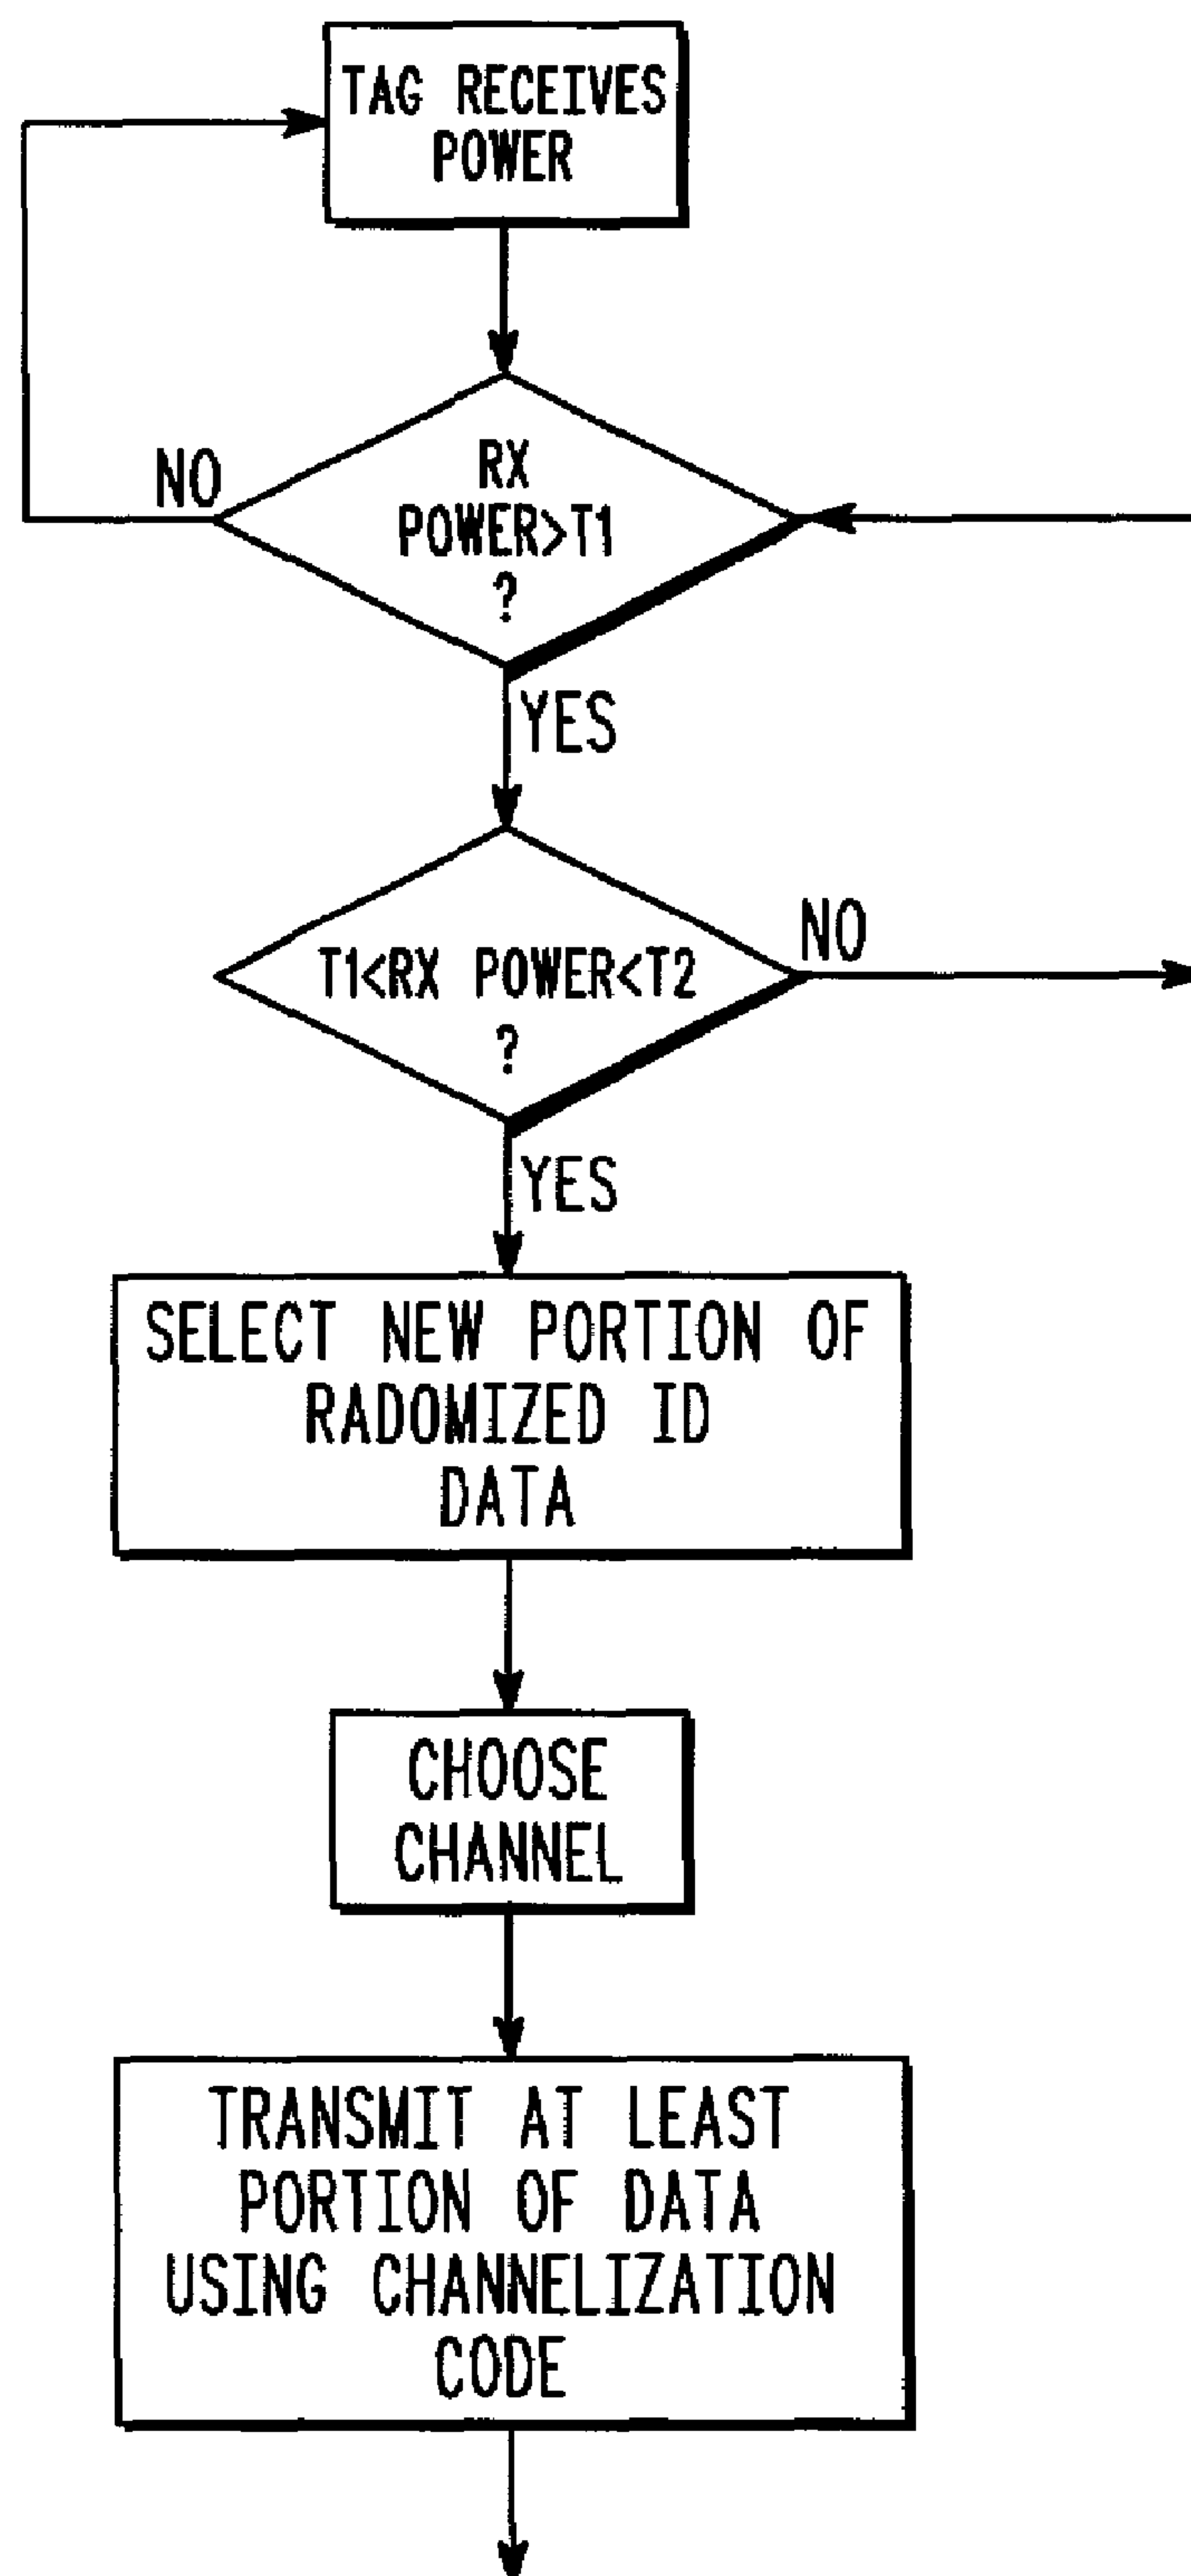 TAG RECEIVES
POWER
RX
POWER>T1
?
NO
YES
T1<RX POWER<T2
?
NO
YES
SELECT NEW PORTION OF
RADOMIZED ID
DATA
CHOOSE
CHANNEL
TRANSMIT AT LEAST
PORTION OF DATA
USING CHANNELIZATION
CODE